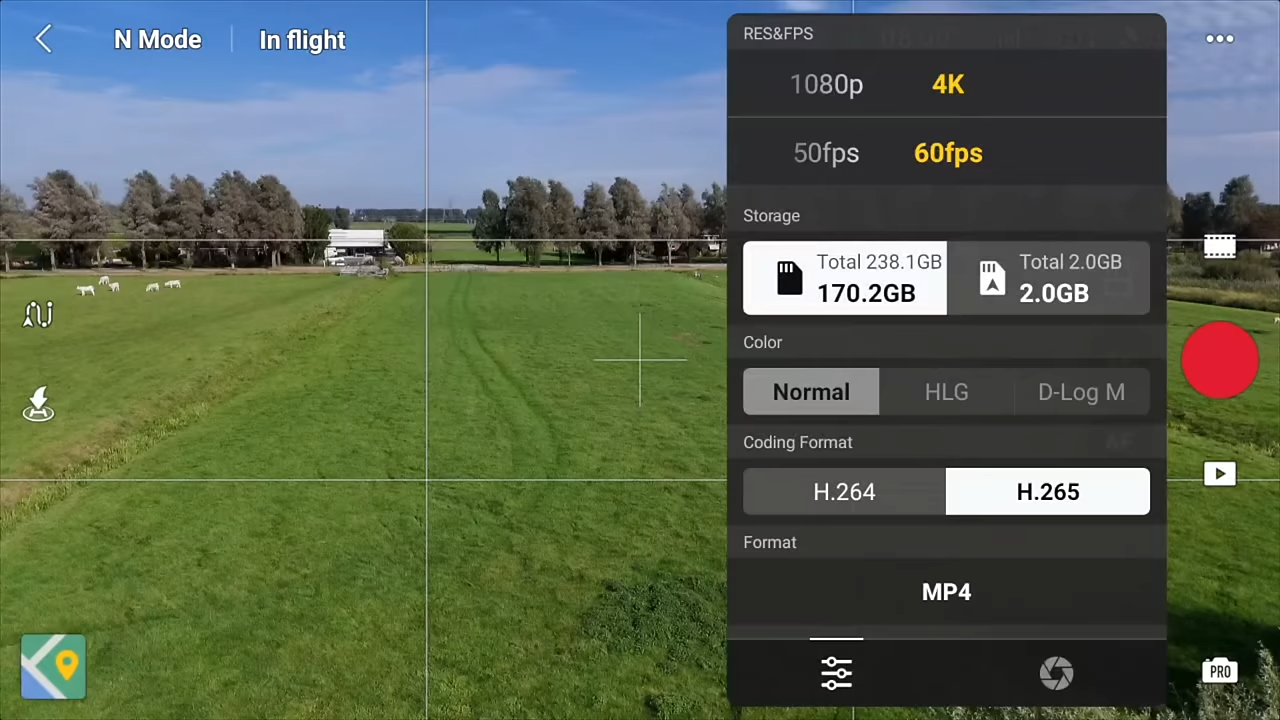 N Mode
In flight
RES&FPS
1080p 4K
50fps 60fps
Storage
Total 238.1GB
170.2GB
Total 2.0GB
2.0GB
Color
Normal HLG D-Log M
Coding Format
H.264 H.265
Format
MP4
PRO